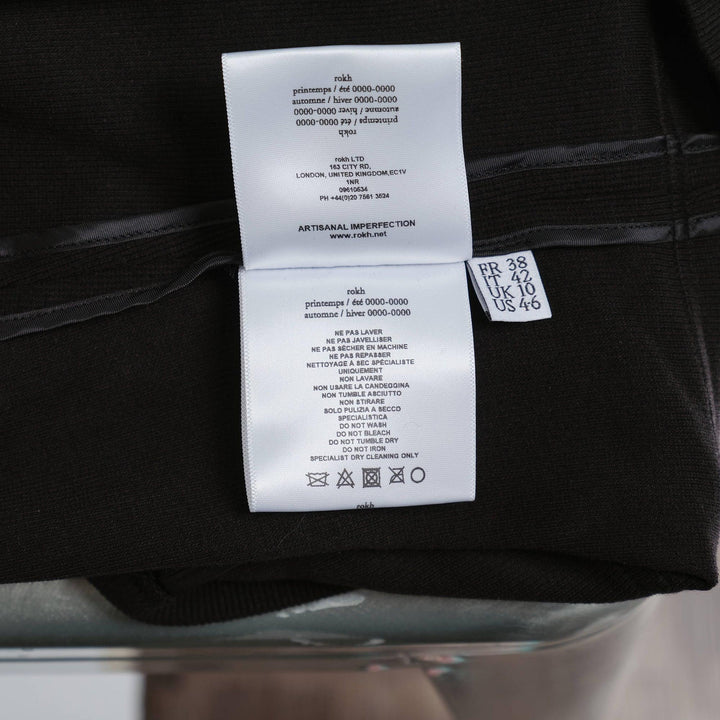 rokh
printemps / été 0000-0000
automne / hiver 0000-0000
automne / hiver 0000-0000
printemps / été 0000-0000
rokh
rokh LTD
163 CITY RD,
LONDON, UNITED KINGDOM,EC1V
1NR
09610634
PH +44(0)20 7561 3524
ARTISANAL IMPERFECTION
www.rokh.net
FR 38
IT 42
UK 10
US 46
rokh
printemps / été 0000-0000
automne / hiver 0000-0000
NE PAS LAVER
NE PAS JAVELLISER
NE PAS SÉCHER EN MACHINE
NE PAS REPASSER
NETTOYAGE À SEC SPÉCIALISTE
UNIQUEMENT
NON LAVARE
NON USARE LA CANDEGGINA
NON TUMBLE ASCIUTTO
NON STIRARE
SOLO PULIZIA A SECCO
SPECIALISTICA
DO NOT WASH
DO NOT BLEACH
DO NOT TUMBLE DRY
DO NOT IRON
SPECIALIST DRY CLEANING ONLY
rokh